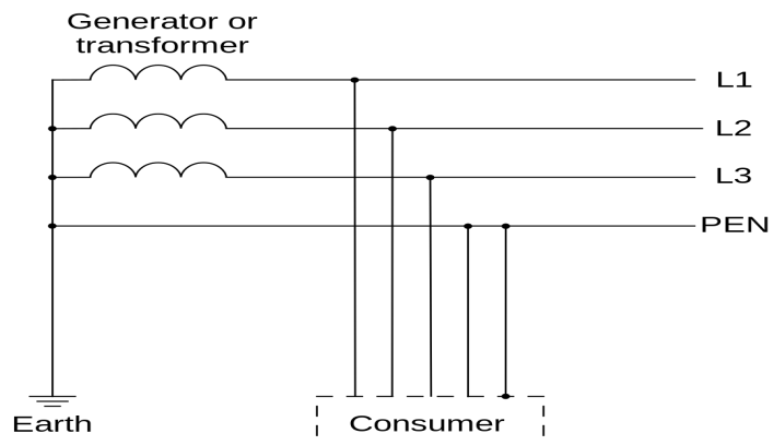 Generator or
transformer
L1
L2
L3
PEN
Earth
Consumer